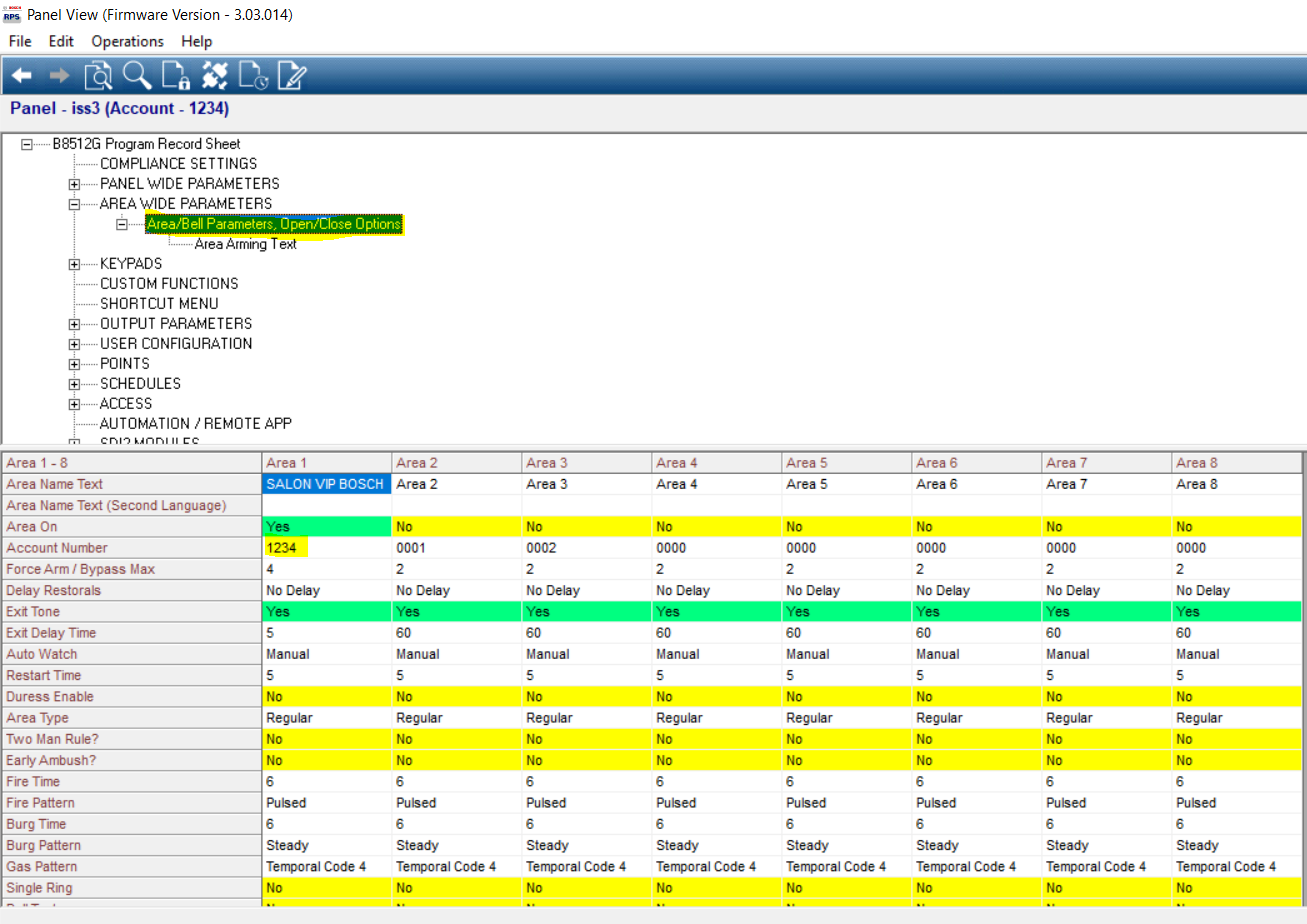 BOSCH
RPS Panel View (Firmware Version - 3.03.014)
File Edit Operations Help
Panel - iss3 (Account - 1234)
B8512G Program Record Sheet
COMPLIANCE SETTINGS
PANEL WIDE PARAMETERS
AREA WIDE PARAMETERS
Area/Bell Parameters, Open/Close Options
Area Arming Text
KEYPADS
CUSTOM FUNCTIONS
SHORTCUT MENU
OUTPUT PARAMETERS
USER CONFIGURATION
POINTS
SCHEDULES
ACCESS
AUTOMATION / REMOTE APP
SDI2 MODULES
Area 1 - 8 Area 1 Area 2 Area 3 Area 4 Area 5 Area 6 Area 7 Area 8
Area Name Text SALON VIP BOSCH Area 2 Area 3 Area 4 Area 5 Area 6 Area 7 Area 8
Area Name Text (Second Language)
Area On Yes No No No No No No No
Account Number 1234 0001 0002 0000 0000 0000 0000 0000
Force Arm / Bypass Max 4 2 2 2 2 2 2 2
Delay Restorals No Delay No Delay No Delay No Delay No Delay No Delay No Delay No Delay
Exit Tone Yes Yes Yes Yes Yes Yes Yes Yes
Exit Delay Time 5 60 60 60 60 60 60 60
Auto Watch Manual Manual Manual Manual Manual Manual Manual Manual
Restart Time 5 5 5 5 5 5 5 5
Duress Enable No No No No No No No No
Area Type Regular Regular Regular Regular Regular Regular Regular Regular
Two Man Rule? No No No No No No No No
Early Ambush? No No No No No No No No
Fire Time 6 6 6 6 6 6 6 6
Fire Pattern Pulsed Pulsed Pulsed Pulsed Pulsed Pulsed Pulsed Pulsed
Burg Time 6 6 6 6 6 6 6 6
Burg Pattern Steady Steady Steady Steady Steady Steady Steady Steady
Gas Pattern Temporal Code 4 Temporal Code 4 Temporal Code 4 Temporal Code 4 Temporal Code 4 Temporal Code 4 Temporal Code 4 Temporal Code 4
Single Ring No No No No No No No No